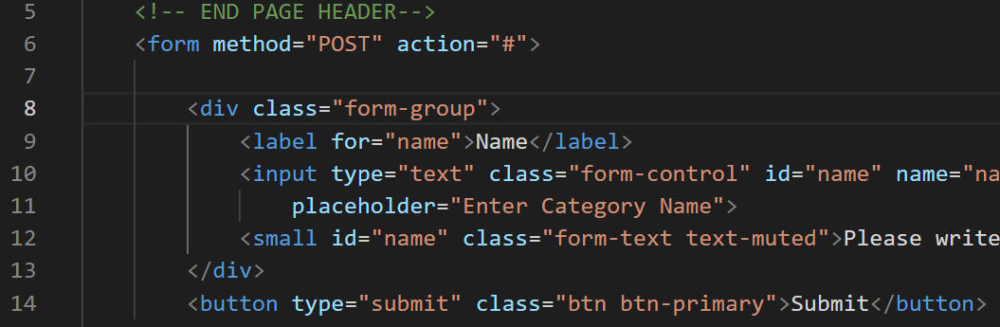 5 <!-- END PAGE HEADER-->
6 <form method="POST" action="#">
7
8 <div class="form-group">
9 <label for="name">Name</label>
10 <input type="text" class="form-control" id="name" name="na
11 placeholder="Enter Category Name">
12 <small id="name" class="form-text text-muted">Please write
13 </div>
14 <button type="submit" class="btn btn-primary">Submit</button>